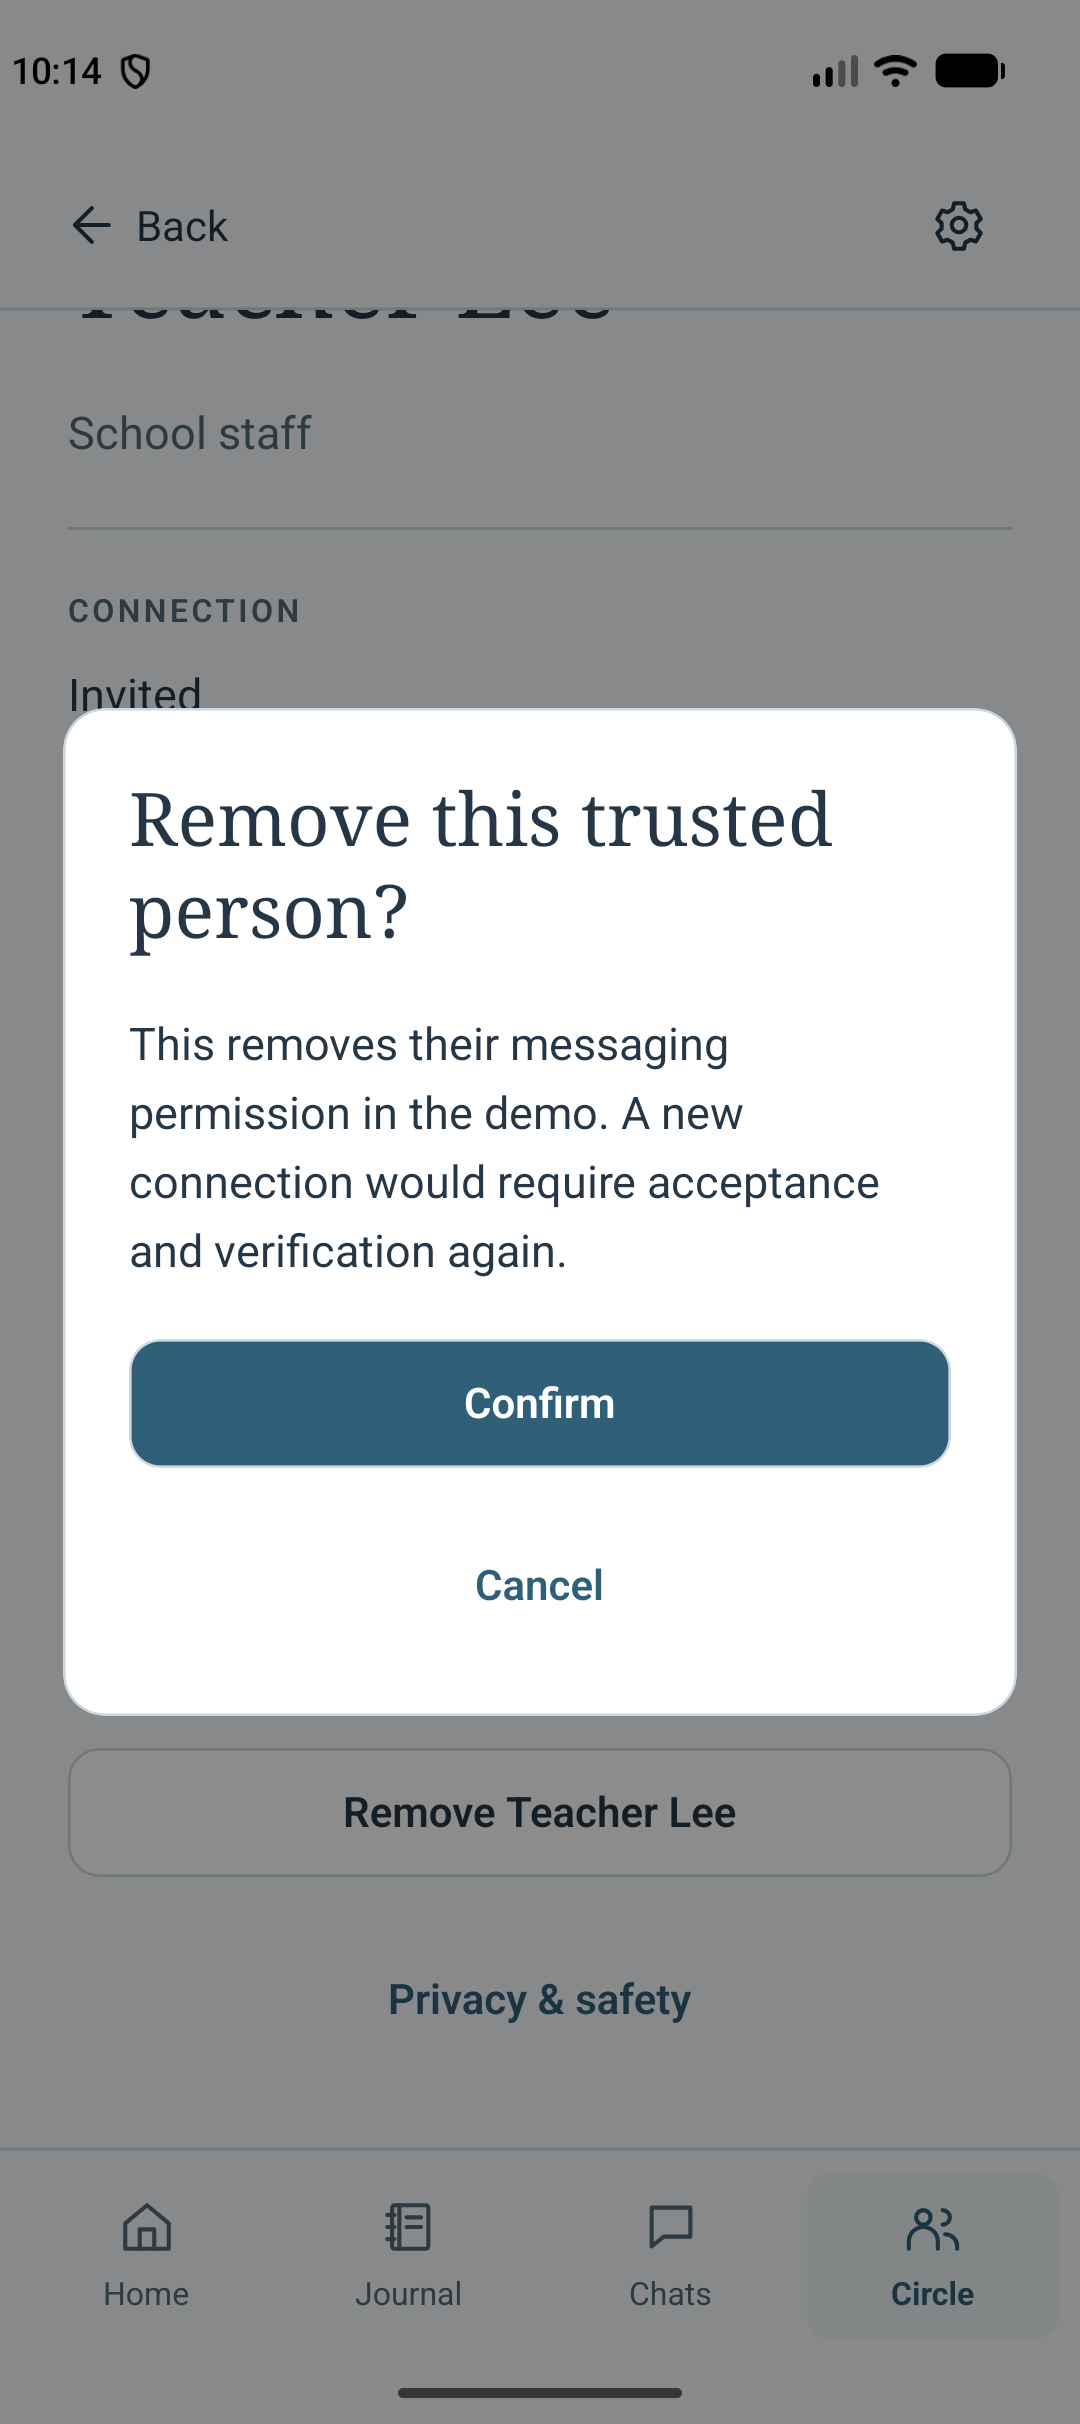 10:14
Back
Teacher Lee
School staff
CONNECTION
Invited
Remove this trusted
person?
This removes their messaging
permission in the demo. A new
connection would require acceptance
and verification again.
Confirm
Cancel
Remove Teacher Lee
Privacy & safety
Home
Journal
Chats
Circle